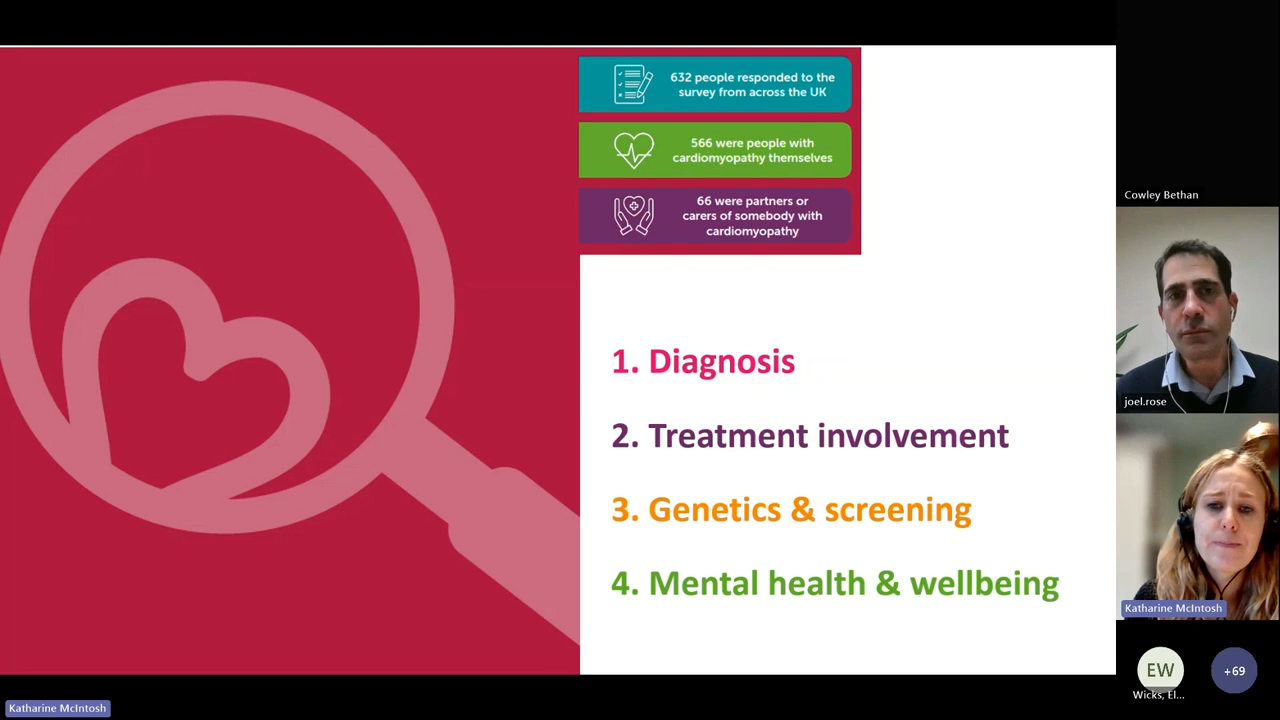 632 people responded to the
survey from across the UK
566 were people with
cardiomyopathy themselves
66 were partners or
carers of somebody with
cardiomyopathy
1. Diagnosis
2. Treatment involvement
3. Genetics & screening
4. Mental health & wellbeing
Cowley Bethan
joel.rose
Katharine McIntosh
EW
+69
Wicks, El...
Katharine McIntosh